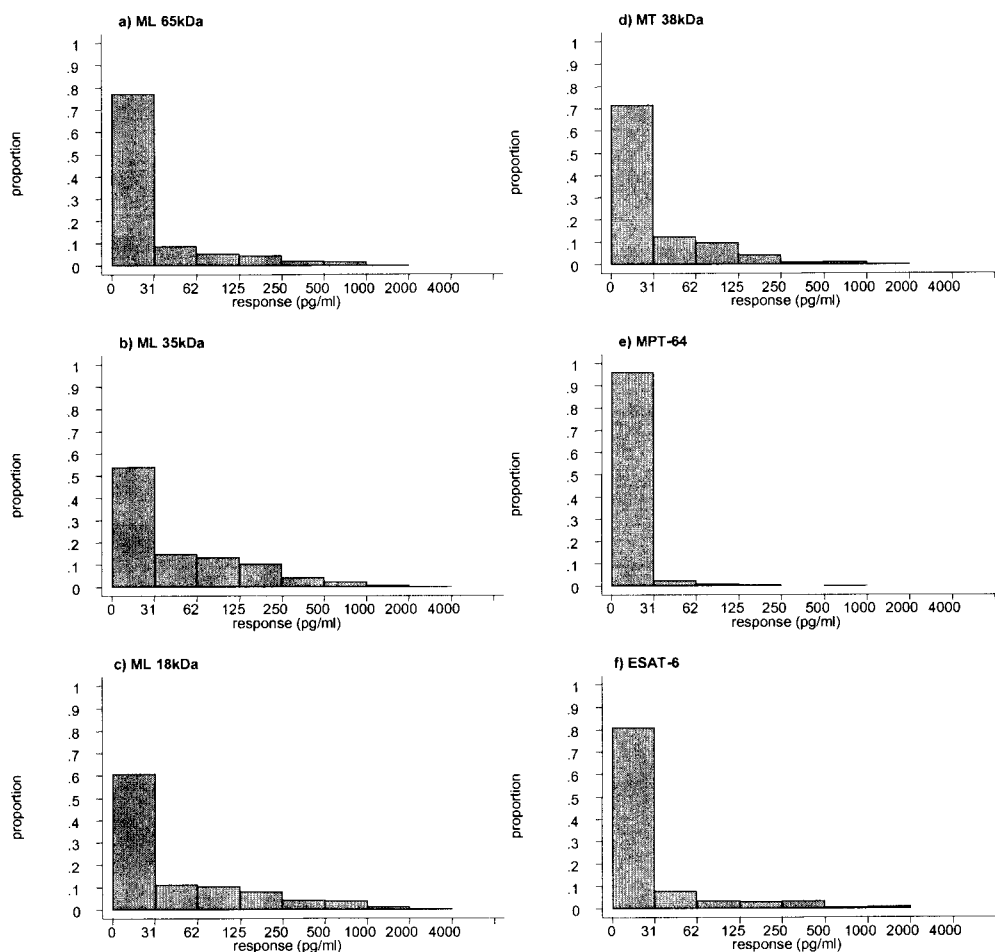 a) ML 65kDa
1
.9
.8
.7
.6
.5
.4
.3
.2
.1
0
proportion
0 31 62 125 250 500 1000 2000 4000
response (pg/ml)
b) ML 35kDa
1
.9
.8
.7
.6
.5
.4
.3
.2
.1
0
proportion
0 31 62 125 250 500 1000 2000 4000
response (pg/ml)
c) ML 18kDa
1
.9
.8
.7
.6
.5
.4
.3
.2
.1
0
proportion
0 31 62 125 250 500 1000 2000 4000
response (pg/ml)
d) MT 38kDa
1
.9
.8
.7
.6
.5
.4
.3
.2
.1
0
proportion
0 31 62 125 250 500 1000 2000 4000
response (pg/ml)
e) MPT-64
1
.9
.8
.7
.6
.5
.4
.3
.2
.1
0
proportion
0 31 62 125 250 500 1000 2000 4000
response (pg/ml)
f) ESAT-6
1
.9
.8
.7
.6
.5
.4
.3
.2
.1
0
proportion
0 31 62 125 250 500 1000 2000 4000
response (pg/ml)